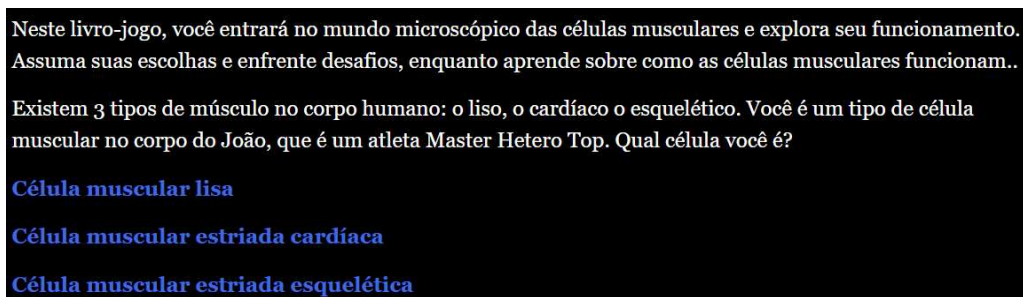 Neste livro-jogo, você entrará no mundo microscópico das células musculares e explora seu funcionamento.
Assuma suas escolhas e enfrente desafios, enquanto aprende sobre como as células musculares funcionam..
Existem 3 tipos de músculo no corpo humano: o liso, o cardíaco o esquelético. Você é um tipo de célula
muscular no corpo do João, que é um atleta Master Hetero Top. Qual célula você é?
Célula muscular lisa
Célula muscular estriada cardíaca
Célula muscular estriada esquelética